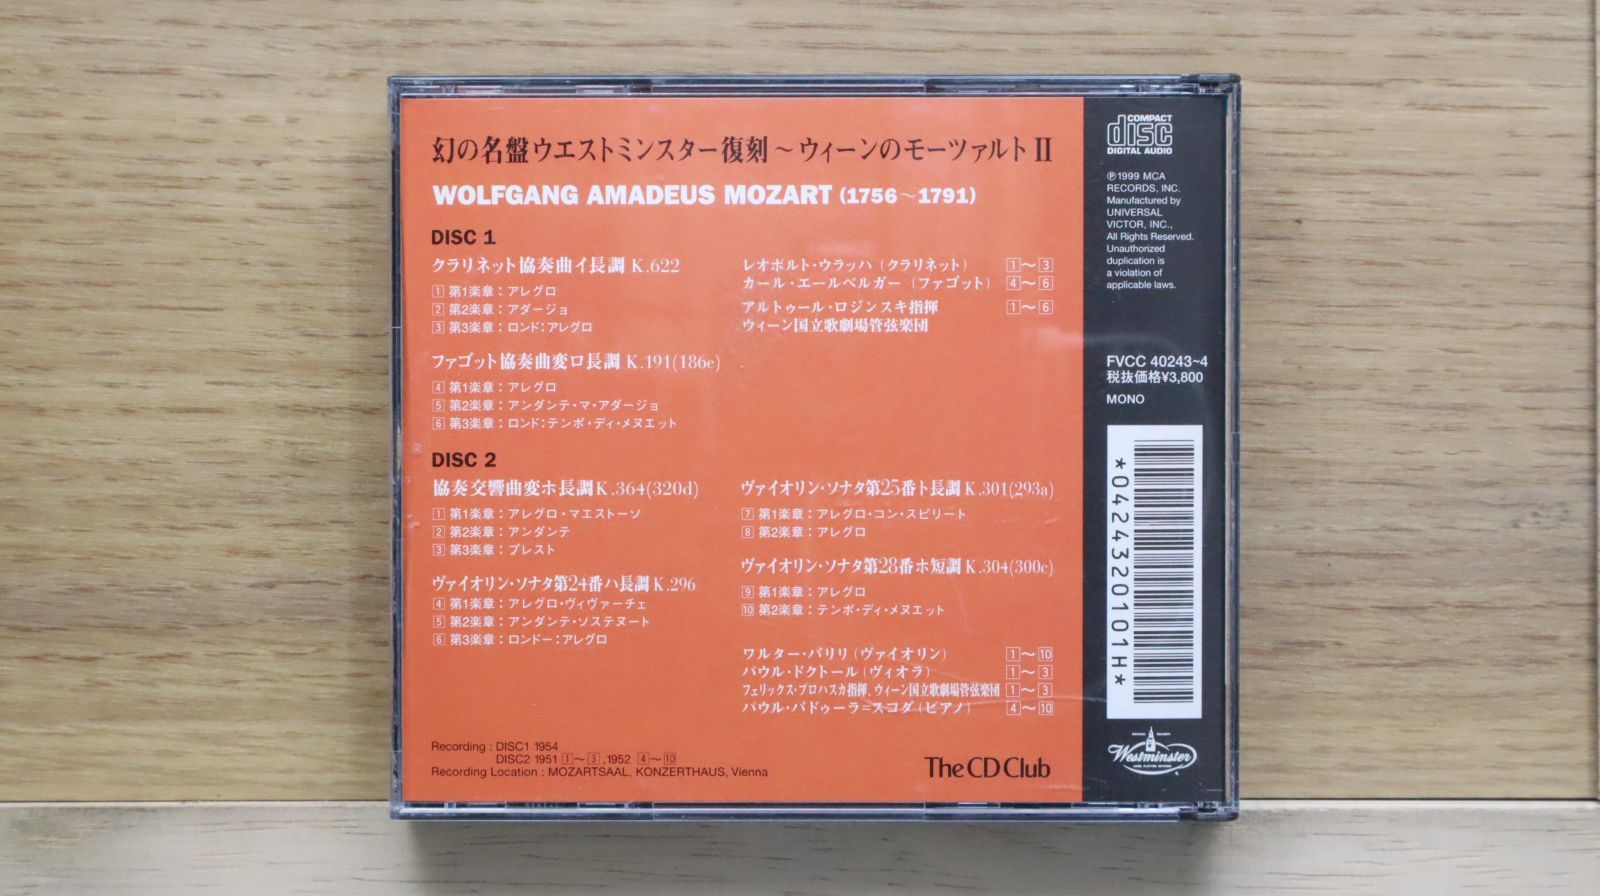 幻の名盤ウエストミンスター復刻～ウィーンのモーツァルトⅡ
WOLFGANG AMADEUS MOZART (1756～1791)
DISC 1
クラリネット協奏曲イ長調 K.622
1 第1楽章：アレグロ
2 第2楽章：アダージョ
3 第3楽章：ロンド：アレグロ
ファゴット協奏曲変ロ長調 K.191(186e)
4 第1楽章：アレグロ
5 第2楽章：アンダンテ・マ・アダージョ
6 第3楽章：ロンド：テンポ・ディ・メヌエット
レオポルト・ウラッハ（クラリネット） 1～3
カール・エールベルガー（ファゴット） 4～6
アルトゥール・ロジンスキ指揮 1～6
ウィーン国立歌劇場管弦楽団
DISC 2
協奏交響曲変ホ長調 K.364(320d)
1 第1楽章：アレグロ・マエストーソ
2 第2楽章：アンダンテ
3 第3楽章：プレスト
ヴァイオリン・ソナタ第24番ハ長調 K.296
4 第1楽章：アレグロ・ヴィヴァーチェ
5 第2楽章：アンダンテ・ソステヌート
6 第3楽章：ロンドー：アレグロ
ヴァイオリン・ソナタ第25番ト長調 K.301(293a)
7 第1楽章：アレグロ・コン・スピリート
8 第2楽章：アレグロ
ヴァイオリン・ソナタ第28番ホ短調 K.304(300c)
9 第1楽章：アレグロ
10 第2楽章：テンポ・ディ・メヌエット
ワルター・バリリ（ヴァイオリン） 1～10
パウル・ドクトール（ヴィオラ） 1～3
フェリックス・プロハスカ指揮、ウィーン国立歌劇場管弦楽団 1～3
パウル・バドゥーラ=スコダ（ピアノ） 4～10
Recording : DISC1 1954
DISC2 1951 1～3 ,1952 4～10
Recording Location : MOZARTSAAL, KONZERTHAUS, Vienna
The CD Club
COMPACT
disc
DIGITAL AUDIO
℗1999 MCA
RECORDS, INC.
Manufactured by
UNIVERSAL
VICTOR, INC.,
All Rights Reserved.
Unauthorized
duplication is
a violation of
applicable laws.
FVCC 40243~4
税抜価格¥3,800
MONO
*0424320101H*
Westminster